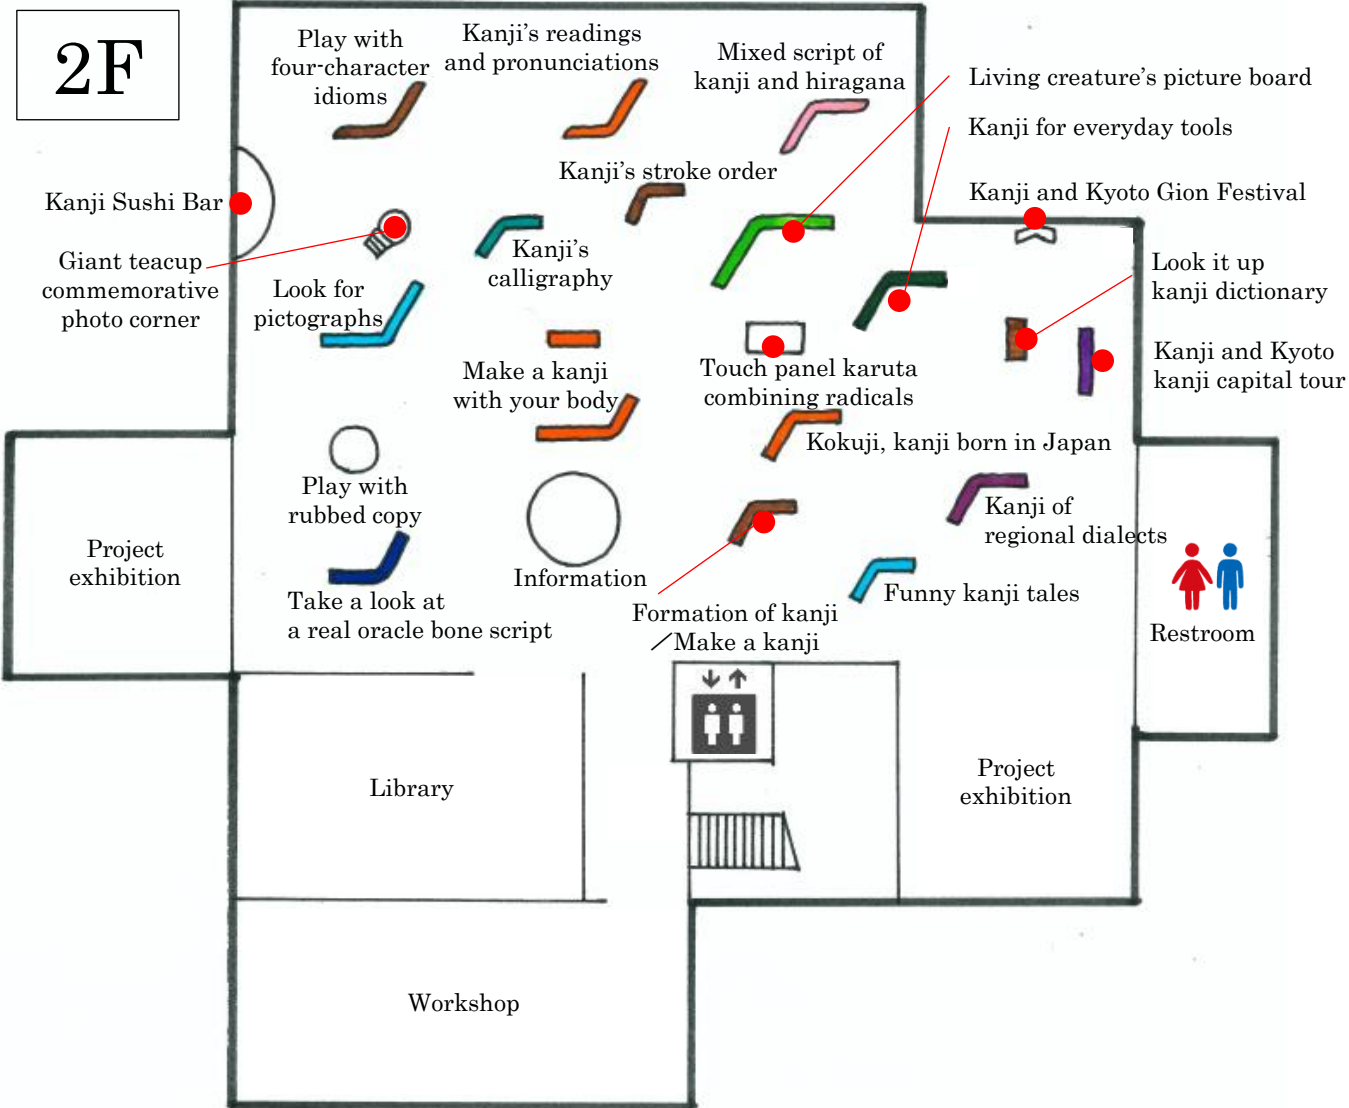 2F
Play with
four-character
idioms
Kanji's readings
and pronunciations
Mixed script of
kanji and hiragana
Living creature's picture board
Kanji for everyday tools
Kanji's stroke order
Kanji and Kyoto Gion Festival
Kanji Sushi Bar
Giant teacup
commemorative
photo corner
Kanji's
calligraphy
Look it up
kanji dictionary
Look for
pictographs
Kanji and Kyoto
kanji capital tour
Make a kanji
with your body
Touch panel karuta
combining radicals
Kokuji, kanji born in Japan
Play with
rubbed copy
Kanji of
regional dialects
Project
exhibition
Information
Funny kanji tales
Take a look at
a real oracle bone script
Formation of kanji
／Make a kanji
Restroom
Library
Project
exhibition
Workshop